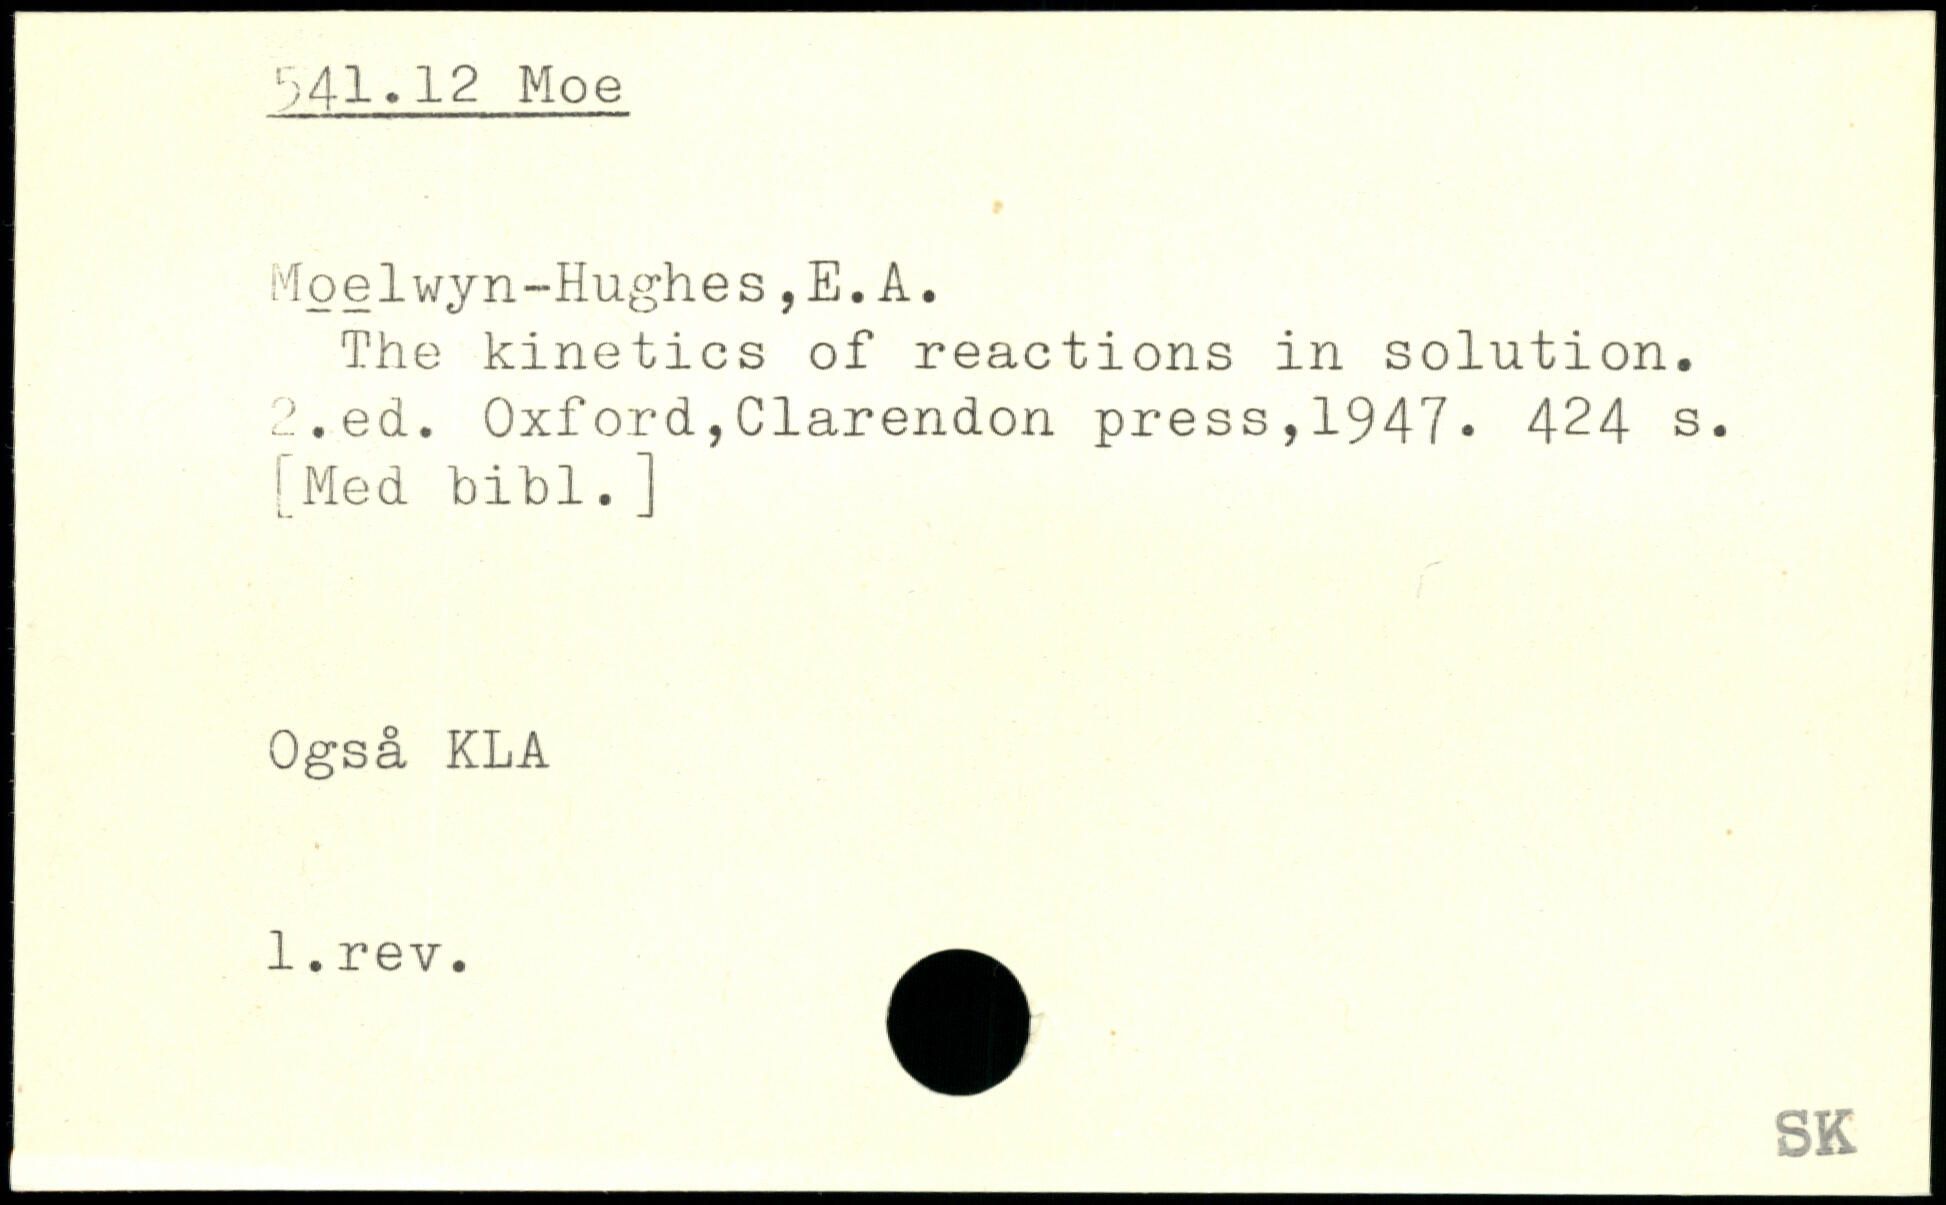 541.12 Moe
Moelwyn-Hughes,E.A.
The kinetics of reactions in solution.
2.ed. Oxford,Clarendon press,1947. 424 s.
[Med bibl.]
Også KLA
1.rev.
SK